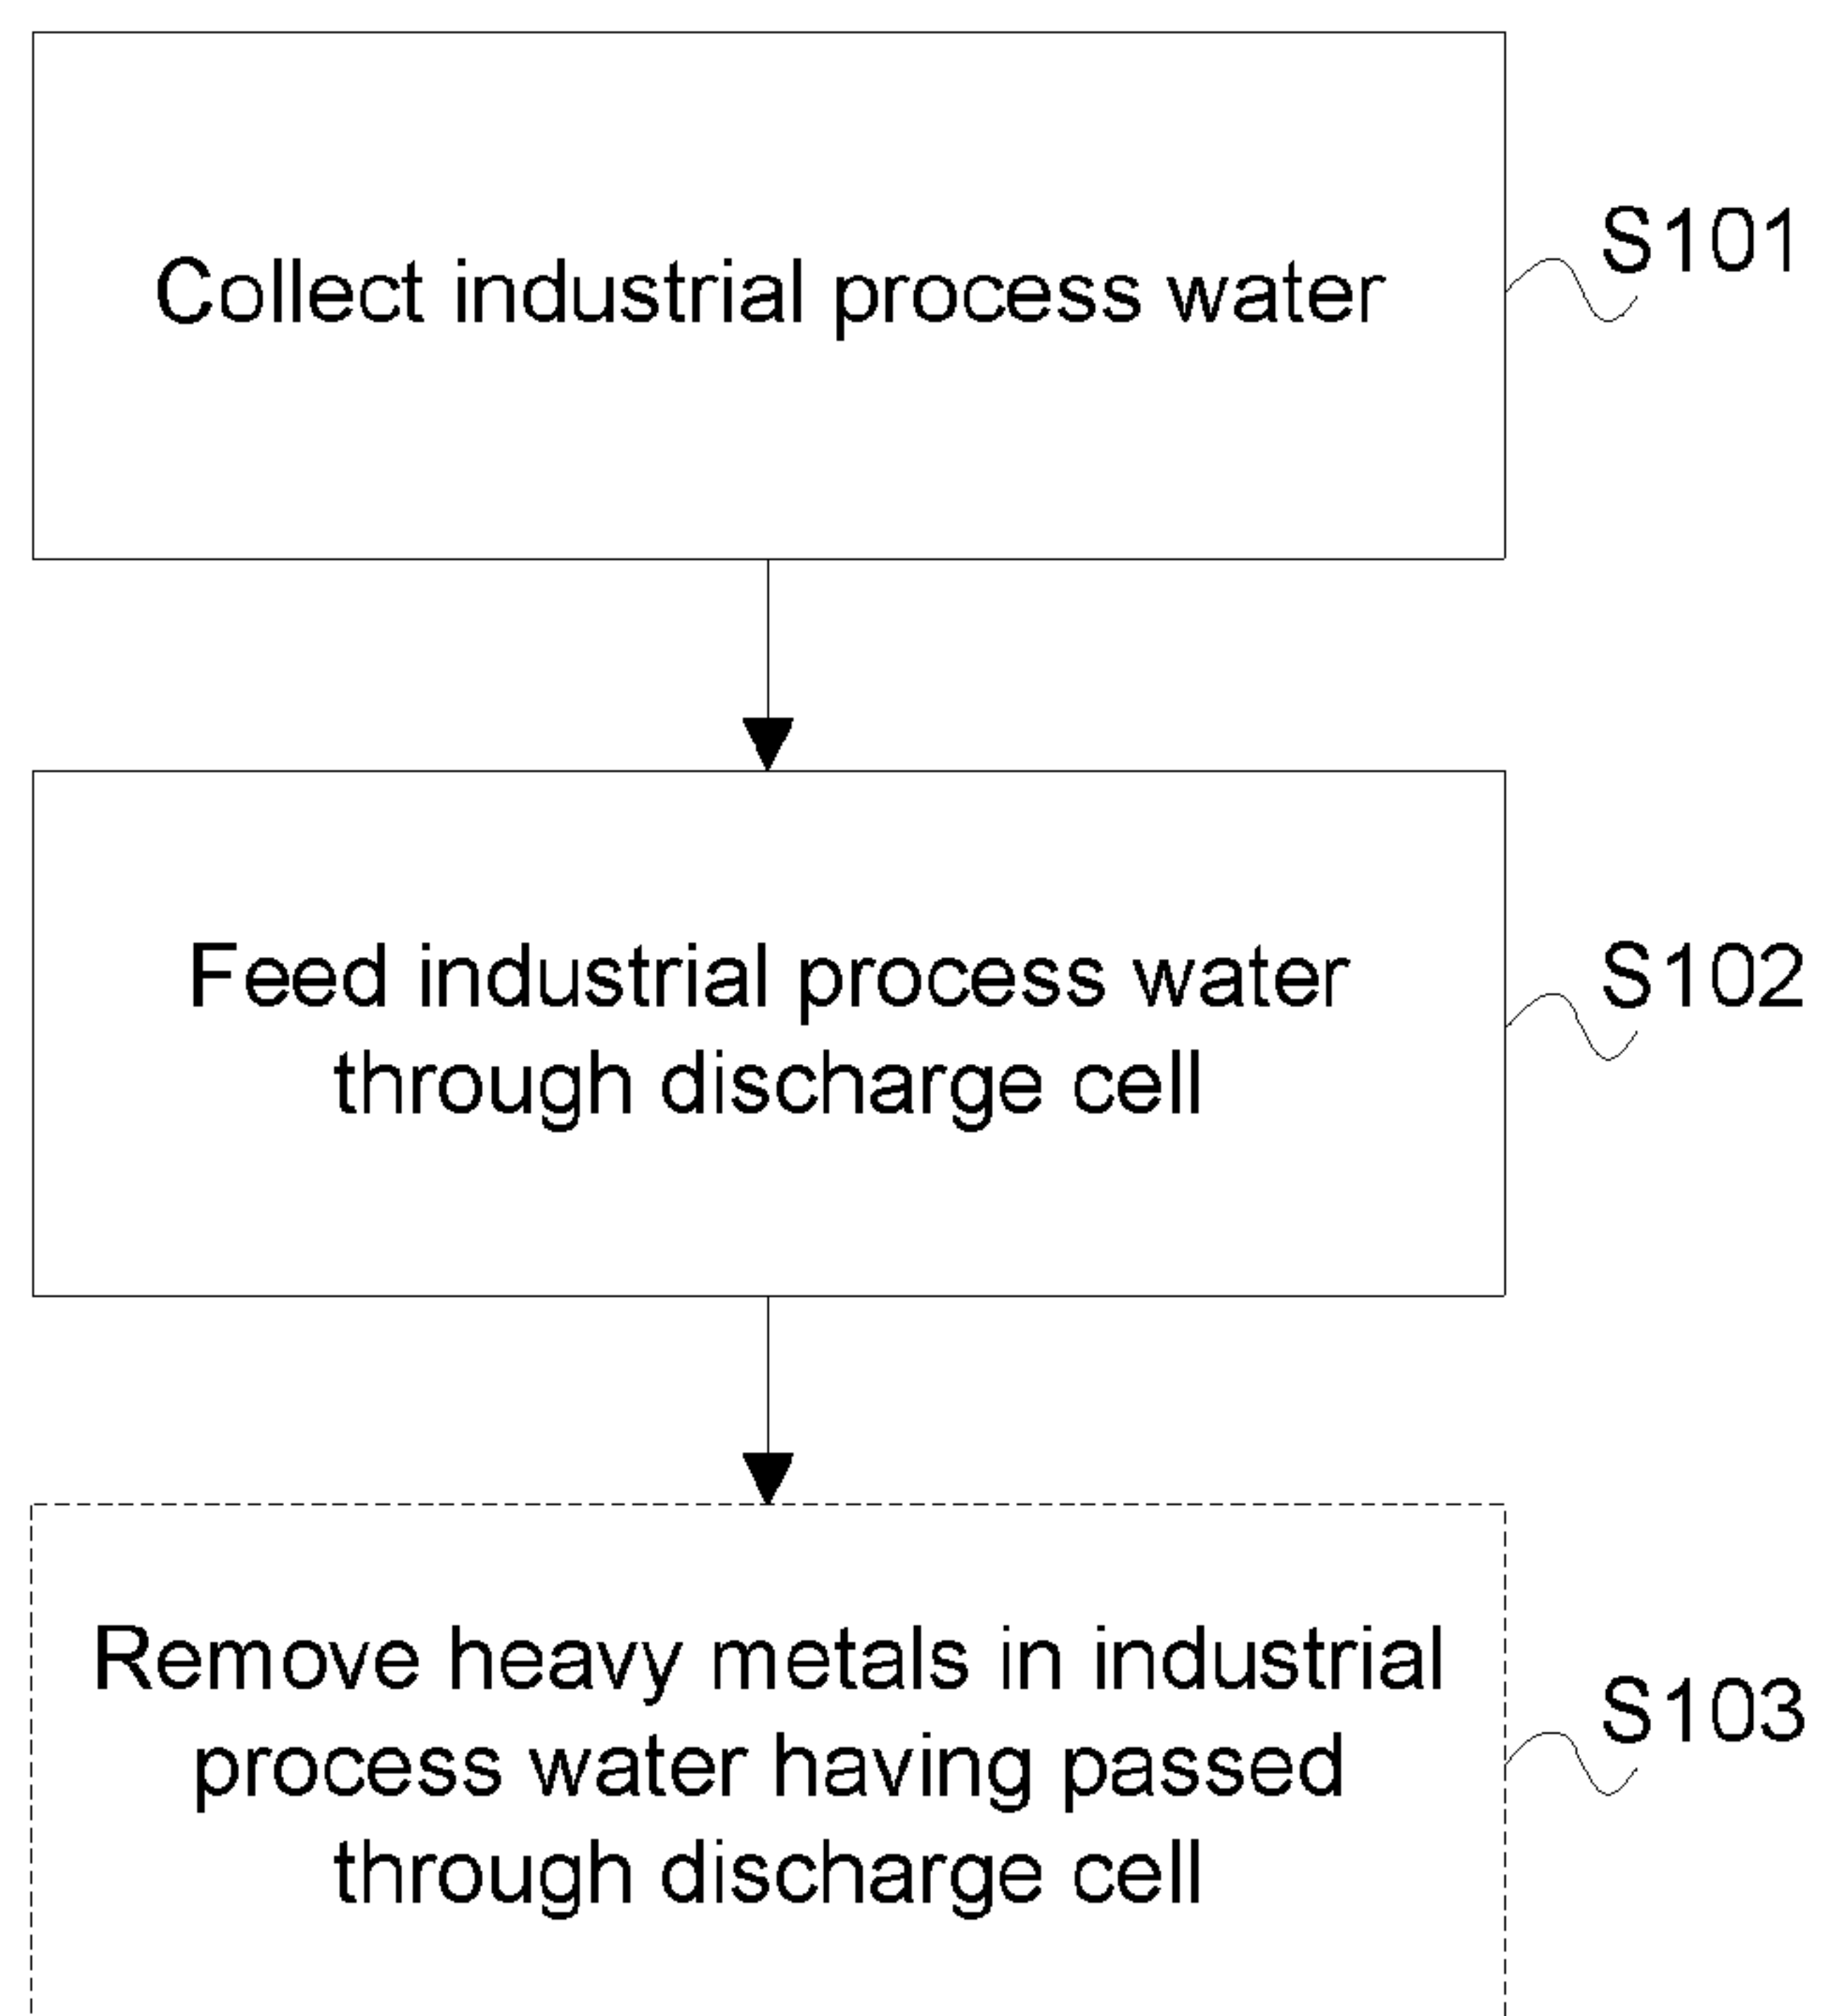 Collect industrial process water
S101
Feed industrial process water
through discharge cell
S102
Remove heavy metals in industrial
process water having passed
through discharge cell
S103